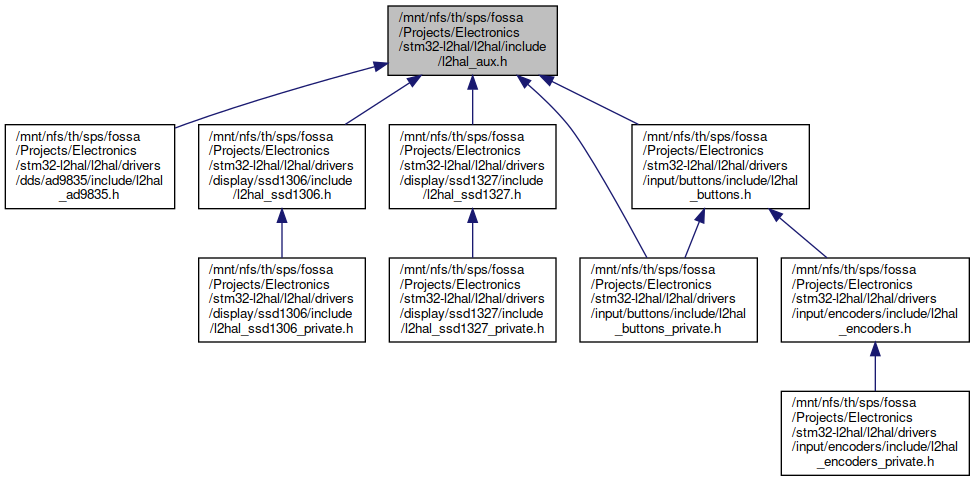 /mnt/nfs/th/sps/fossa
/Projects/Electronics
/stm32-l2hal/l2hal/include
/l2hal_aux.h
/mnt/nfs/th/sps/fossa
/Projects/Electronics
/stm32-l2hal/l2hal/drivers
/dds/ad9835/include/l2hal
_ad9835.h
/mnt/nfs/th/sps/fossa
/Projects/Electronics
/stm32-l2hal/l2hal/drivers
/display/ssd1306/include
/l2hal_ssd1306.h
/mnt/nfs/th/sps/fossa
/Projects/Electronics
/stm32-l2hal/l2hal/drivers
/display/ssd1327/include
/l2hal_ssd1327.h
/mnt/nfs/th/sps/fossa
/Projects/Electronics
/stm32-l2hal/l2hal/drivers
/input/buttons/include/l2hal
_buttons.h
/mnt/nfs/th/sps/fossa
/Projects/Electronics
/stm32-l2hal/l2hal/drivers
/display/ssd1306/include
/l2hal_ssd1306_private.h
/mnt/nfs/th/sps/fossa
/Projects/Electronics
/stm32-l2hal/l2hal/drivers
/display/ssd1327/include
/l2hal_ssd1327_private.h
/mnt/nfs/th/sps/fossa
/Projects/Electronics
/stm32-l2hal/l2hal/drivers
/input/buttons/include/l2hal
_buttons_private.h
/mnt/nfs/th/sps/fossa
/Projects/Electronics
/stm32-l2hal/l2hal/drivers
/input/encoders/include/l2hal
_encoders.h
/mnt/nfs/th/sps/fossa
/Projects/Electronics
/stm32-l2hal/l2hal/drivers
/input/encoders/include/l2hal
_encoders_private.h